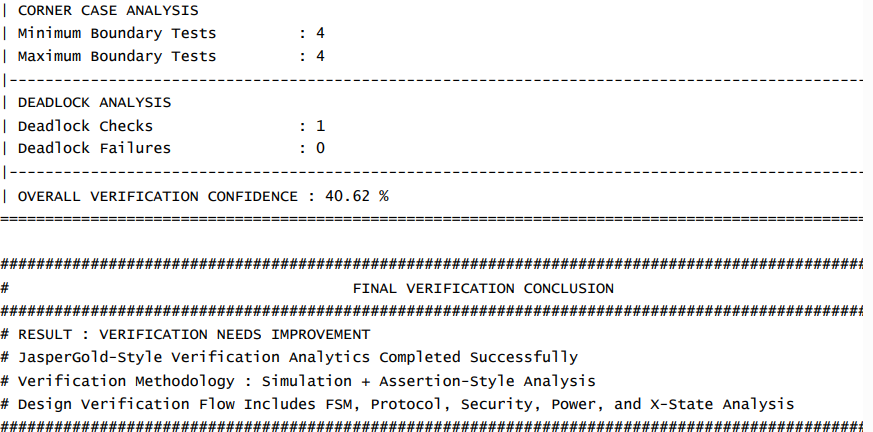 | CORNER CASE ANALYSIS
| Minimum Boundary Tests         : 4
| Maximum Boundary Tests         : 4
|-----------------------------------------------------------------------------------------------
| DEADLOCK ANALYSIS
| Deadlock Checks                : 1
| Deadlock Failures              : 0
|-----------------------------------------------------------------------------------------------
| OVERALL VERIFICATION CONFIDENCE : 40.62 %
================================================================================================
################################################################################################
#                                      FINAL VERIFICATION CONCLUSION
################################################################################################
# RESULT : VERIFICATION NEEDS IMPROVEMENT
# JasperGold-Style Verification Analytics Completed Successfully
# Verification Methodology : Simulation + Assertion-Style Analysis
# Design Verification Flow Includes FSM, Protocol, Security, Power, and X-State Analysis
################################################################################################